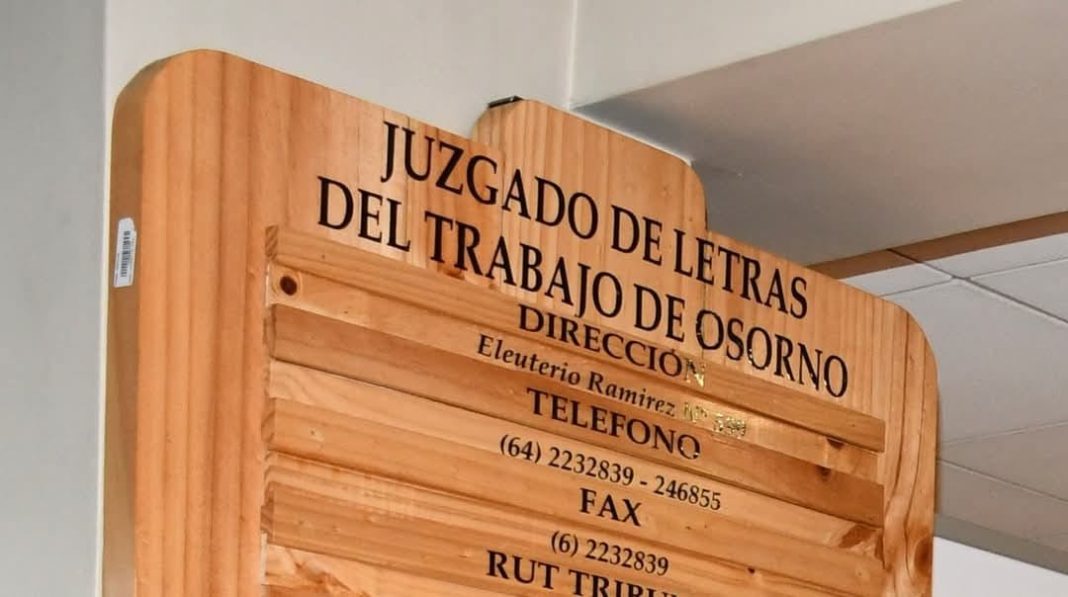 JUZGADO DE LETRAS
DEL TRABAJO DE OSORNO
DIRECCIÓN
Eleuterio Ramirez N°
TELEFONO
(64) 2232839 - 246855
FAX
(6) 2232839
RUT